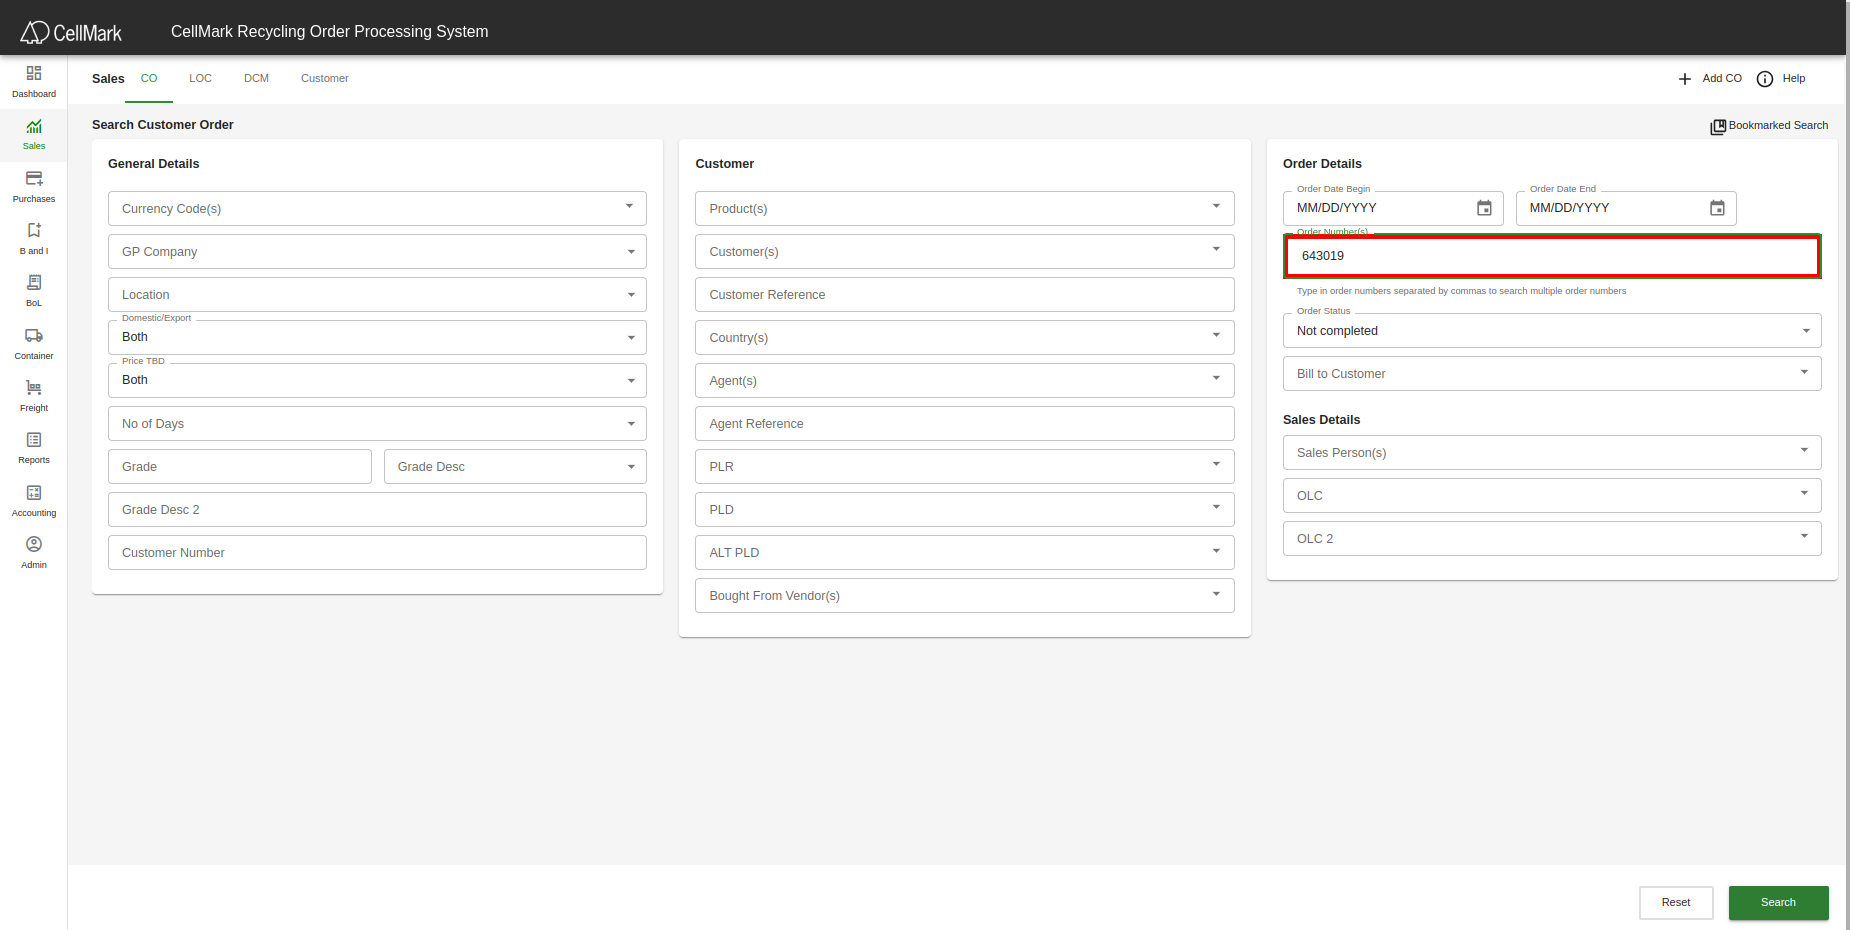 CellMark
CellMark Recycling Order Processing System
Dashboard
Sales
Purchases
B and I
BoL
Container
Freight
Reports
Accounting
Admin
Sales
CO
LOC
DCM
Customer
Add CO
Help
Search Customer Order
Bookmarked Search
General Details
Currency Code(s)
GP Company
Location
Domestic/Export
Both
Price TBD
Both
No of Days
Grade
Grade Desc
Grade Desc 2
Customer Number
Customer
Product(s)
Customer(s)
Customer Reference
Country(s)
Agent(s)
Agent Reference
PLR
PLD
ALT PLD
Bought From Vendor(s)
Order Details
Order Date Begin
MM/DD/YYYY
Order Date End
MM/DD/YYYY
Order Number(s)
643019
Type in order numbers separated by commas to search multiple order numbers
Order Status
Not completed
Bill to Customer
Sales Details
Sales Person(s)
OLC
OLC 2
Reset
Search